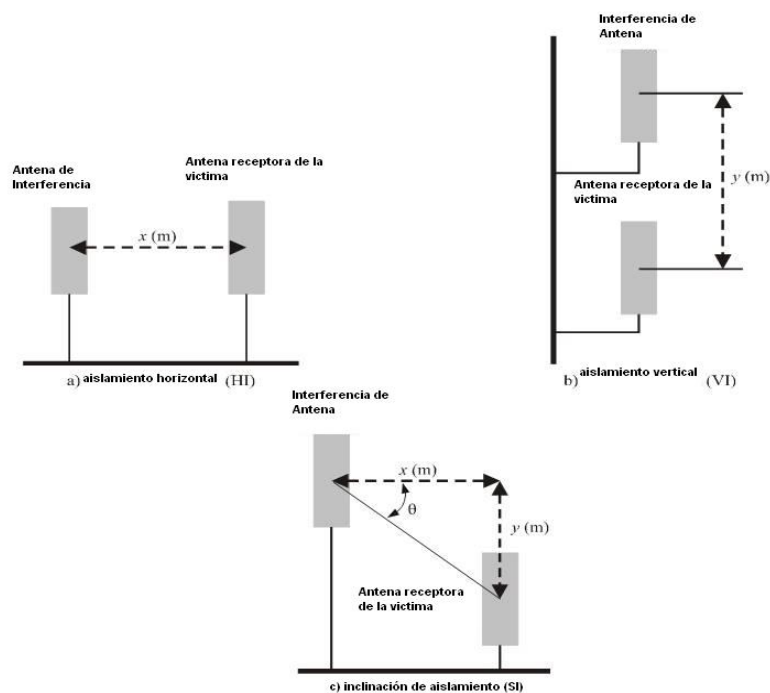 Antena de
Interferencia
Antena receptora de la
victima
x (m)
a) aislamiento horizontal (HI)
Interferencia de
Antena
Antena receptora de la
victima
y (m)
b) aislamiento vertical (VI)
Interferencia de
Antena
x (m)
θ
y (m)
Antena receptora
de la victima
c) inclinación de aislamiento (SI)